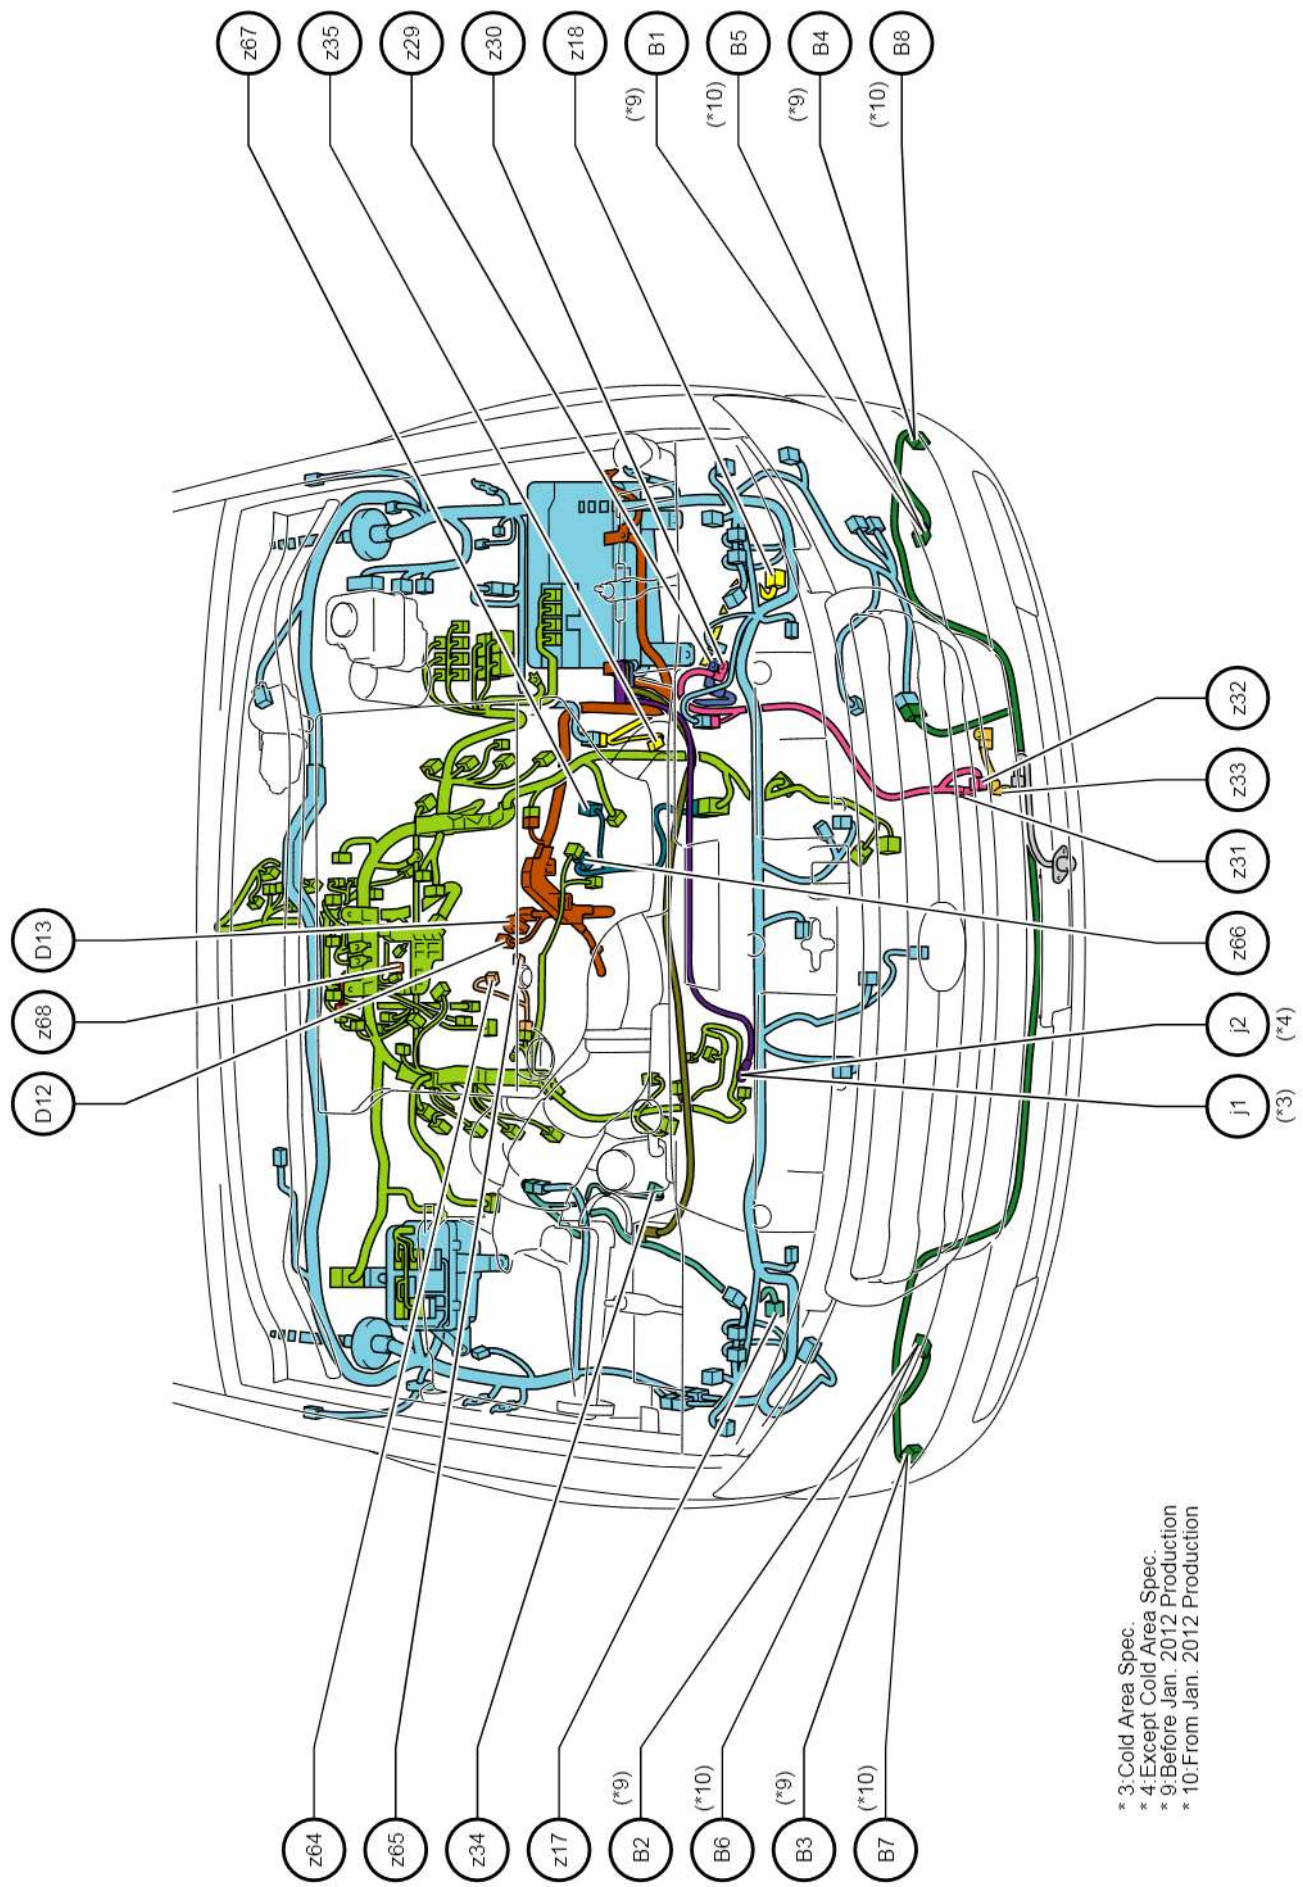 z67
z35
z29
z30
z18
B1
(*9)
B5
(*10)
B4
(*9)
B8
(*10)
D13
z68
D12
z32
z33
z31
z66
j2
(*4)
j1
(*3)
z64
z65
z34
z17
B2
(*9)
B6
(*10)
B3
(*9)
B7
(*10)
* 3:Cold Area Spec.
* 4:Except Cold Area Spec.
* 9:Before Jan. 2012 Production
* 10:From Jan. 2012 Production